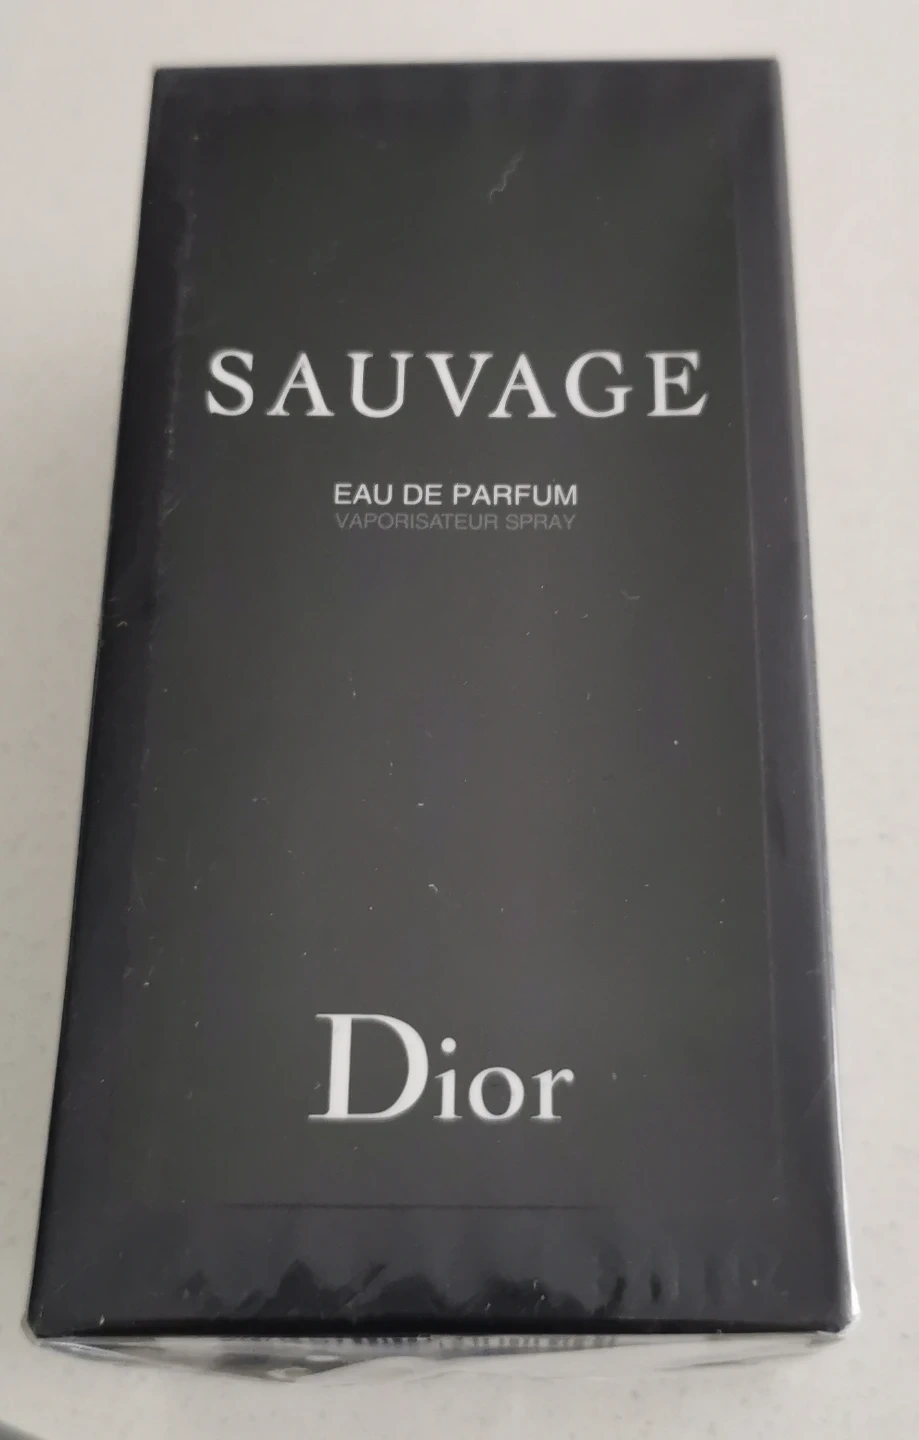 SAUVAGE
EAU DE PARFUM
VAPORISATEUR SPRAY
Dior